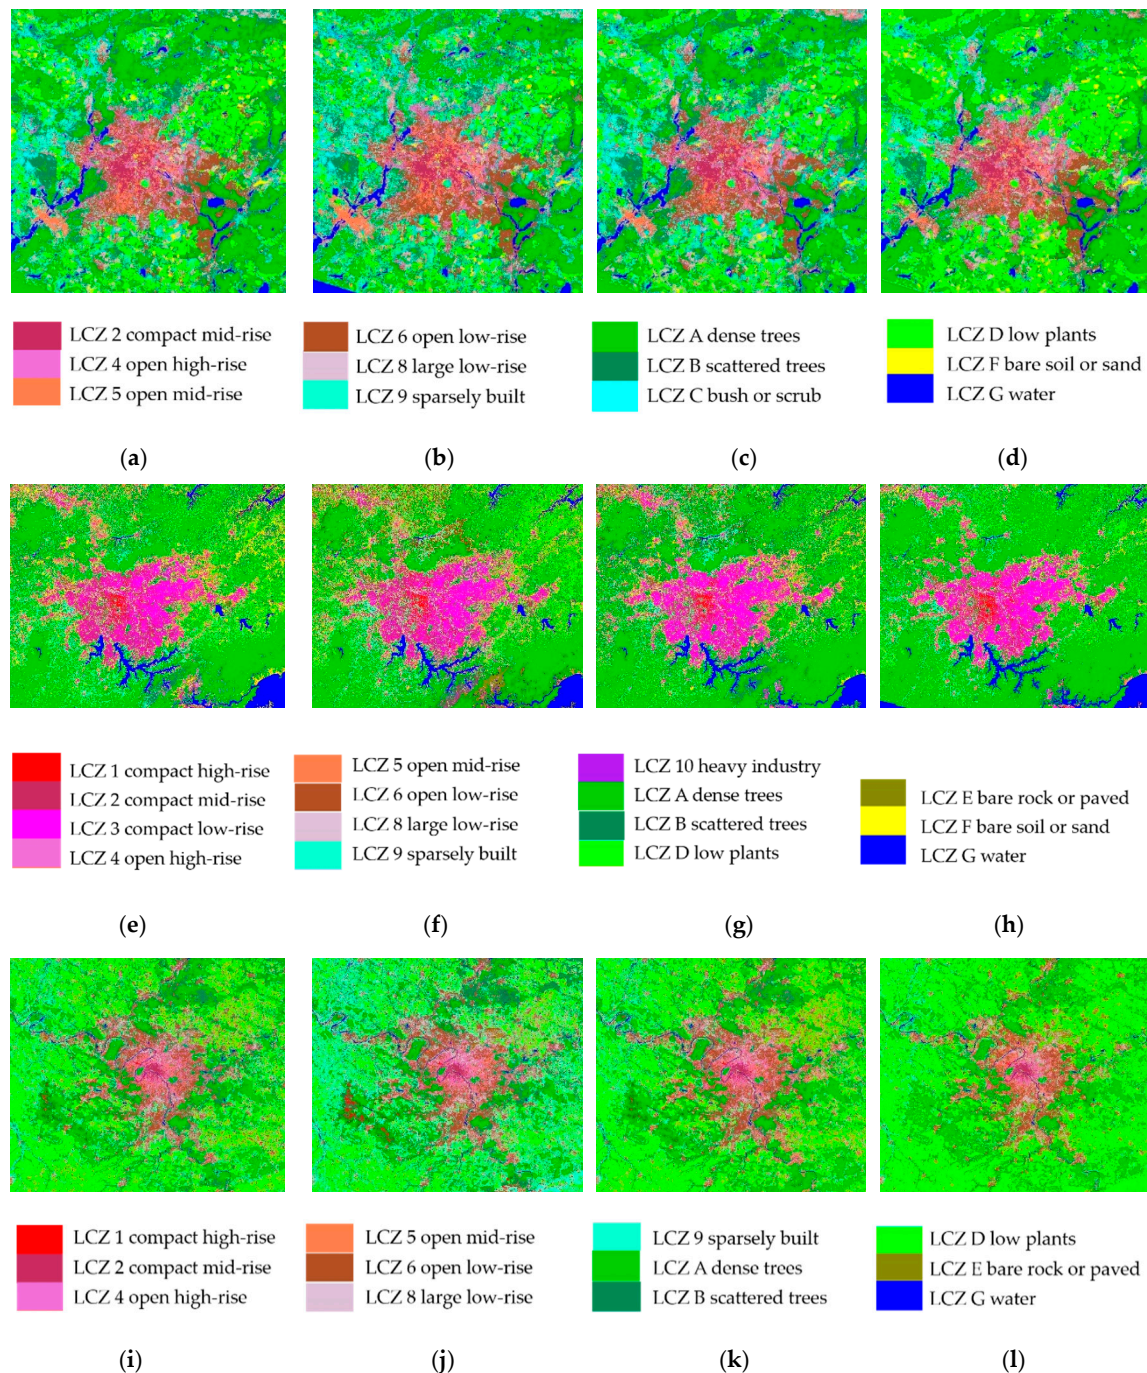 LCZ 2 compact mid-rise
LCZ 4 open high-rise
LCZ 5 open mid-rise
LCZ 6 open low-rise
LCZ 8 large low-rise
LCZ 9 sparsely built
LCZ A dense trees
LCZ B scattered trees
LCZ C bush or scrub
LCZ D low plants
LCZ F bare soil or sand
LCZ G water
(a)
(b)
(c)
(d)
LCZ 1 compact high-rise
LCZ 2 compact mid-rise
LCZ 3 compact low-rise
LCZ 4 open high-rise
LCZ 5 open mid-rise
LCZ 6 open low-rise
LCZ 8 large low-rise
LCZ 9 sparsely built
LCZ 10 heavy industry
LCZ A dense trees
LCZ B scattered trees
LCZ D low plants
LCZ E bare rock or paved
LCZ F bare soil or sand
LCZ G water
(e)
(f)
(g)
(h)
LCZ 1 compact high-rise
LCZ 2 compact mid-rise
LCZ 4 open high-rise
LCZ 5 open mid-rise
LCZ 6 open low-rise
LCZ 8 large low-rise
LCZ 9 sparsely built
LCZ A dense trees
LCZ B scattered trees
LCZ D low plants
LCZ E bare rock or paved
LCZ G water
(i)
(j)
(k)
(l)